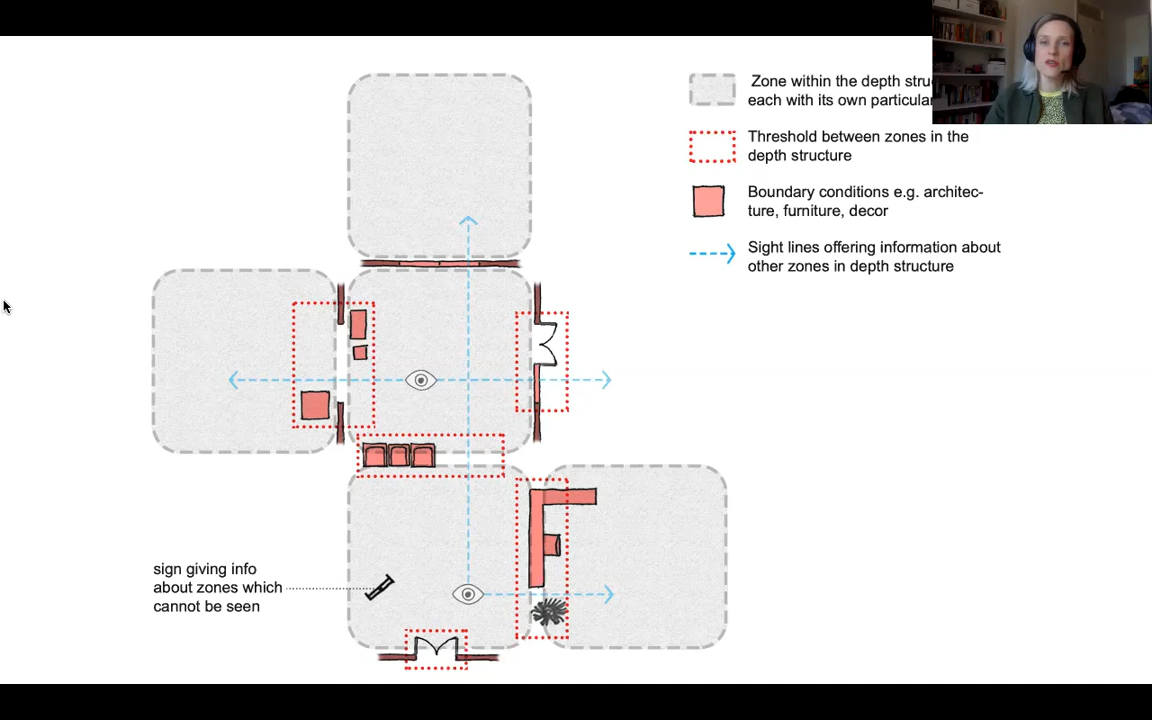 Zone within the depth
each with its own particular
Threshold between zones in the
depth structure
Boundary conditions e.g. architec-
ture, furniture, decor
Sight lines offering information about
other zones in depth structure
sign giving info
about zones which
cannot be seen